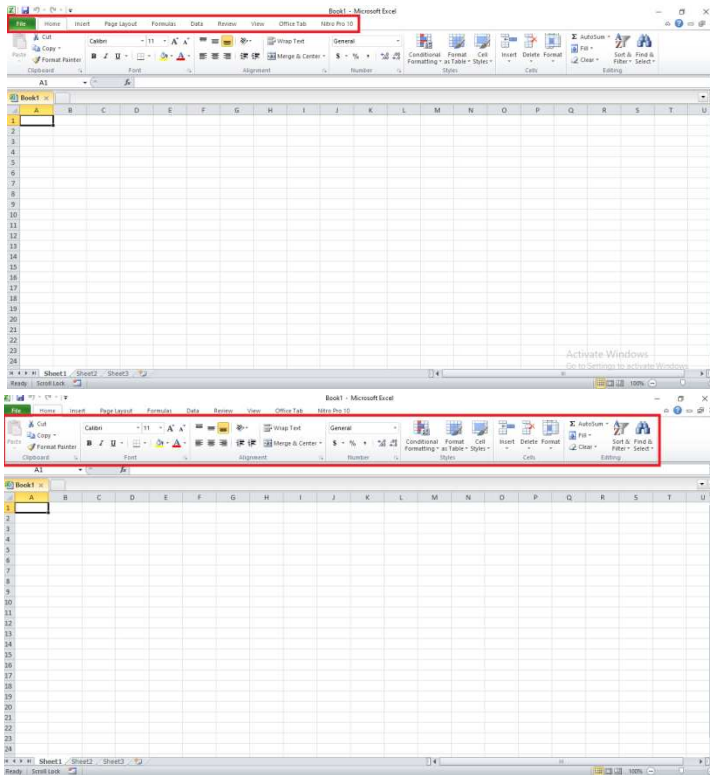 Book1 - Microsoft Excel
File Home Insert Page Layout Formulas Data Review View Office Tab Nitro Pro 10
Cut
Copy
Format Painter
Paste
Clipboard
Calibri 11 A A
B I U A
Font
Wrap Text
Merge & Center
Alignment
General
$ % ,
Number
Conditional Formatting
Format as Table
Cell Styles
Styles
Insert Delete Format
Cells
Σ AutoSum
Fill
Clear
Sort & Filter
Find & Select
Editing
A1 fx
Book1
A B C D E F G H I J K L M N O P Q R S T U
1
2
3
4
5
6
7
8
9
10
11
12
13
14
15
16
17
18
19
20
21
22
23
24
Activate Windows
Go to Settings to activate Windows
Sheet1 Sheet2 Sheet3
Ready Scroll Lock 100%
Book1 - Microsoft Excel
File Home Insert Page Layout Formulas Data Review View Office Tab Nitro Pro 10
Cut
Copy
Format Painter
Paste
Clipboard
Calibri 11 A A
B I U A
Font
Wrap Text
Merge & Center
Alignment
General
$ % ,
Number
Conditional Formatting
Format as Table
Cell Styles
Styles
Insert Delete Format
Cells
Σ AutoSum
Fill
Clear
Sort & Filter
Find & Select
Editing
A1 fx
Book1
A B C D E F G H I J K L M N O P Q R S T U
1
2
3
4
5
6
7
8
9
10
11
12
13
14
15
16
17
18
19
20
21
22
23
24
Sheet1 Sheet2 Sheet3
Ready Scroll Lock 100%